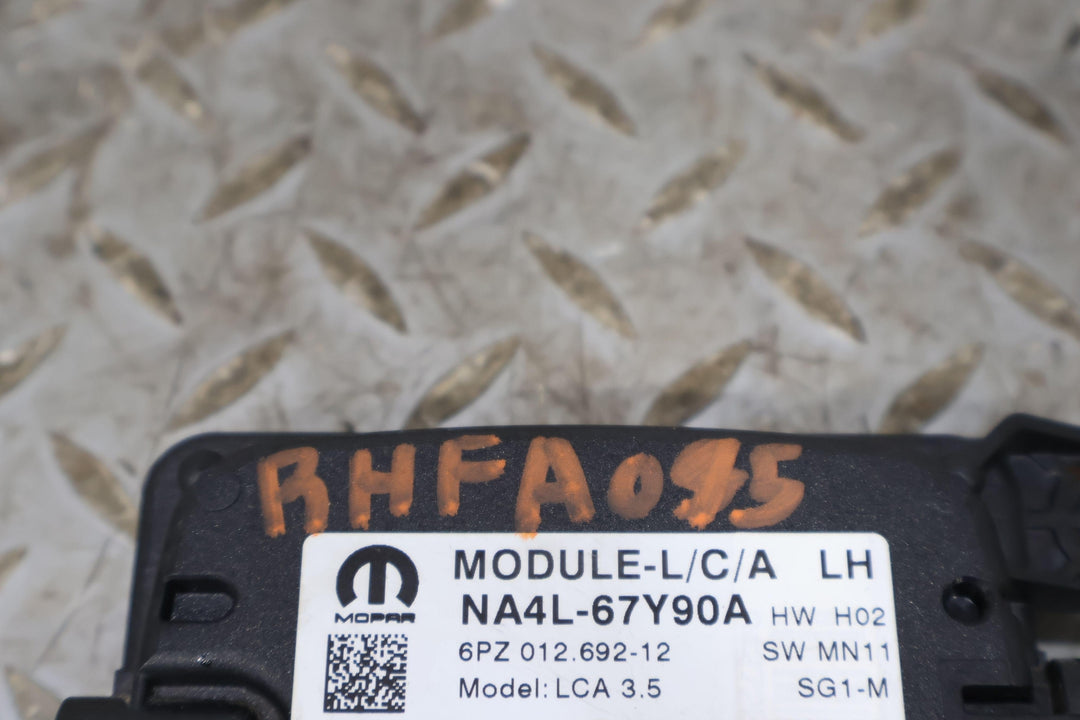 RHFA095
MODULE-L/C/A LH
NA4L-67Y90A HW H02
MOPAR
6PZ 012.692-12 SW MN11
Model: LCA 3.5 SG1-M